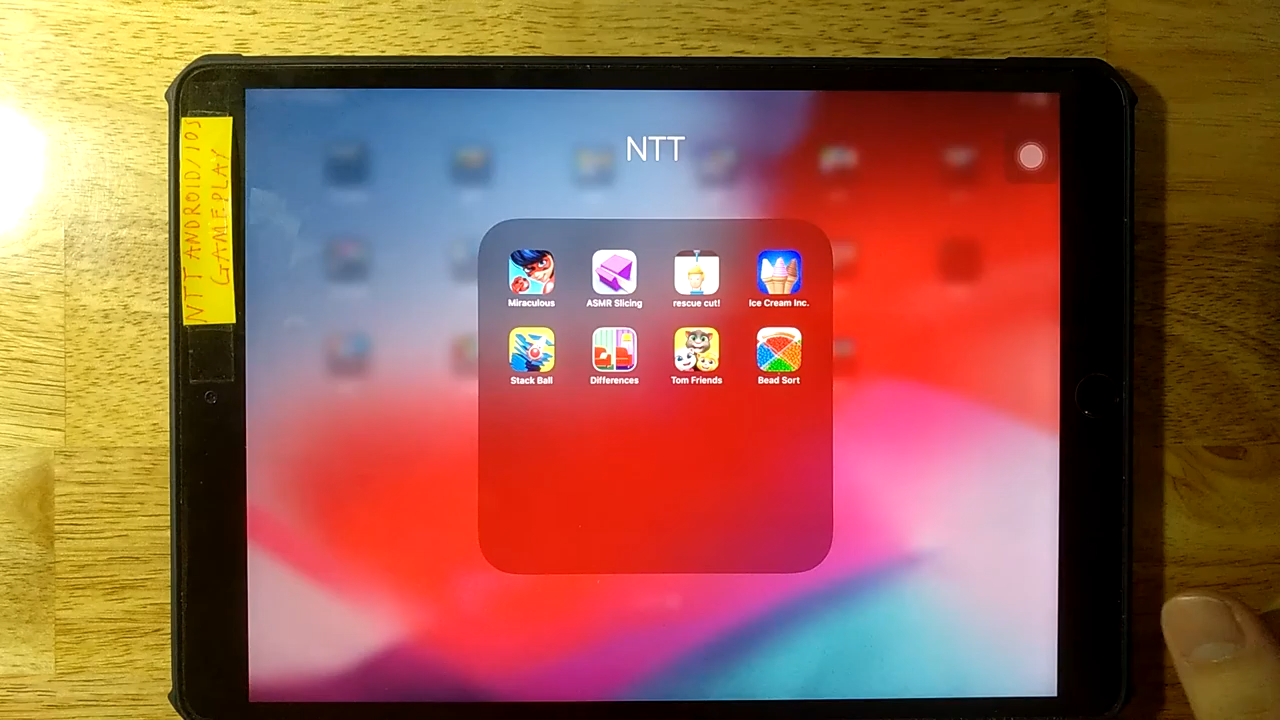 NTT ANDROID/IOS
GAMEPLAY
NTT
Miraculous
ASMR Slicing
rescue cut!
Ice Cream Inc.
Stack Ball
Differences
Tom Friends
Bead Sort